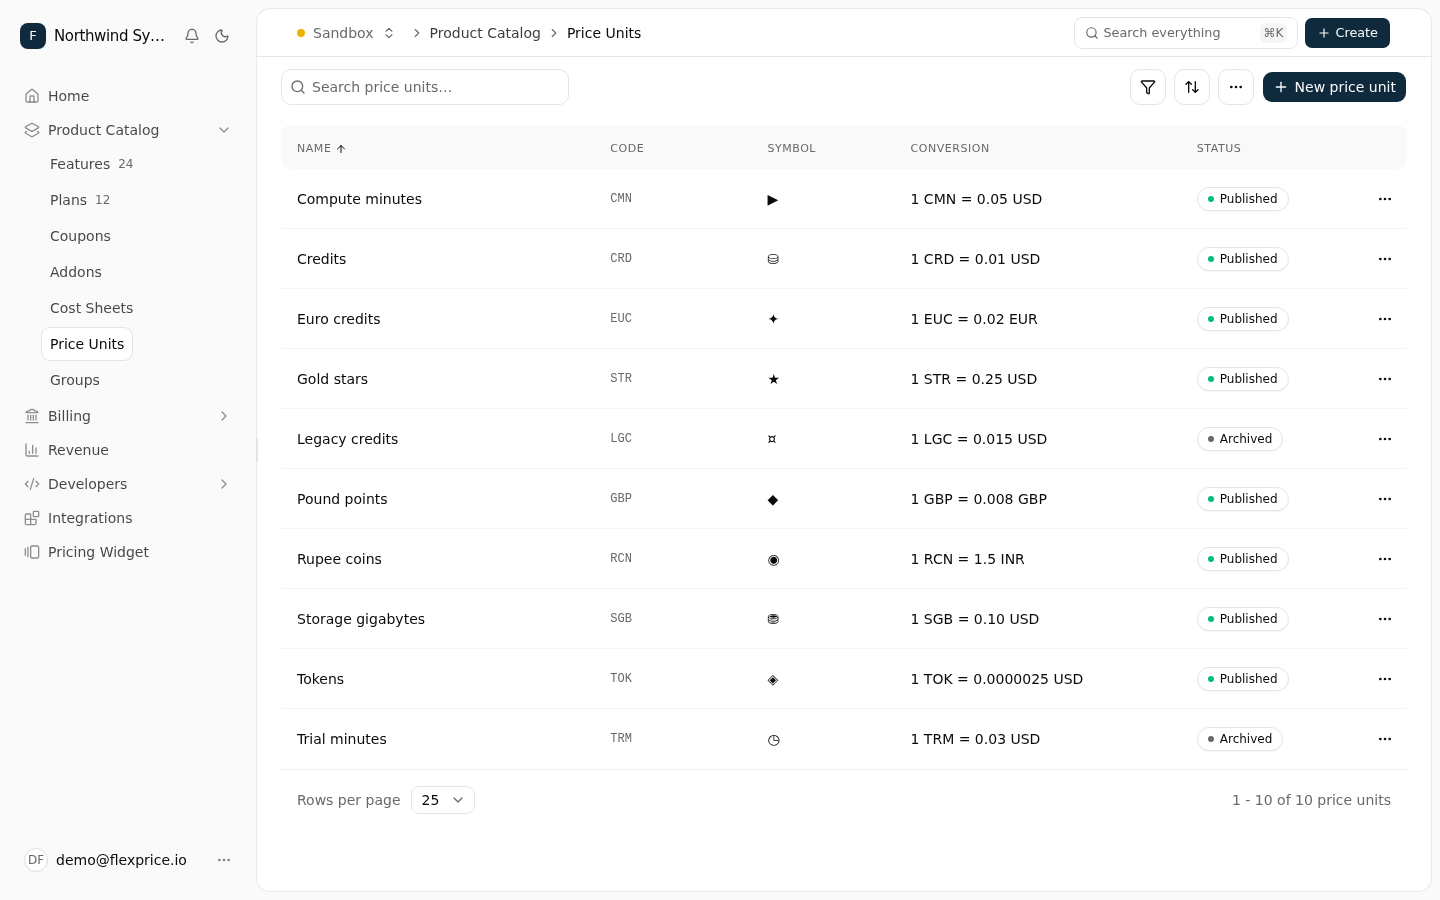 F Northwind Sy...
Home
Product Catalog
Features 24
Plans 12
Coupons
Addons
Cost Sheets
Price Units
Groups
Billing
Revenue
Developers
Integrations
Pricing Widget
DF demo@flexprice.io
Sandbox Product Catalog Price Units
Search everything ⌘K
Create
Search price units...
New price unit
NAME CODE SYMBOL CONVERSION STATUS
Compute minutes CMN ▶ 1 CMN = 0.05 USD Published
Credits CRD ⛁ 1 CRD = 0.01 USD Published
Euro credits EUC ✦ 1 EUC = 0.02 EUR Published
Gold stars STR ★ 1 STR = 0.25 USD Published
Legacy credits LGC ¤ 1 LGC = 0.015 USD Archived
Pound points GBP ◆ 1 GBP = 0.008 GBP Published
Rupee coins RCN ◉ 1 RCN = 1.5 INR Published
Storage gigabytes SGB ⛃ 1 SGB = 0.10 USD Published
Tokens TOK ◈ 1 TOK = 0.0000025 USD Published
Trial minutes TRM ◷ 1 TRM = 0.03 USD Archived
Rows per page 25
1 - 10 of 10 price units